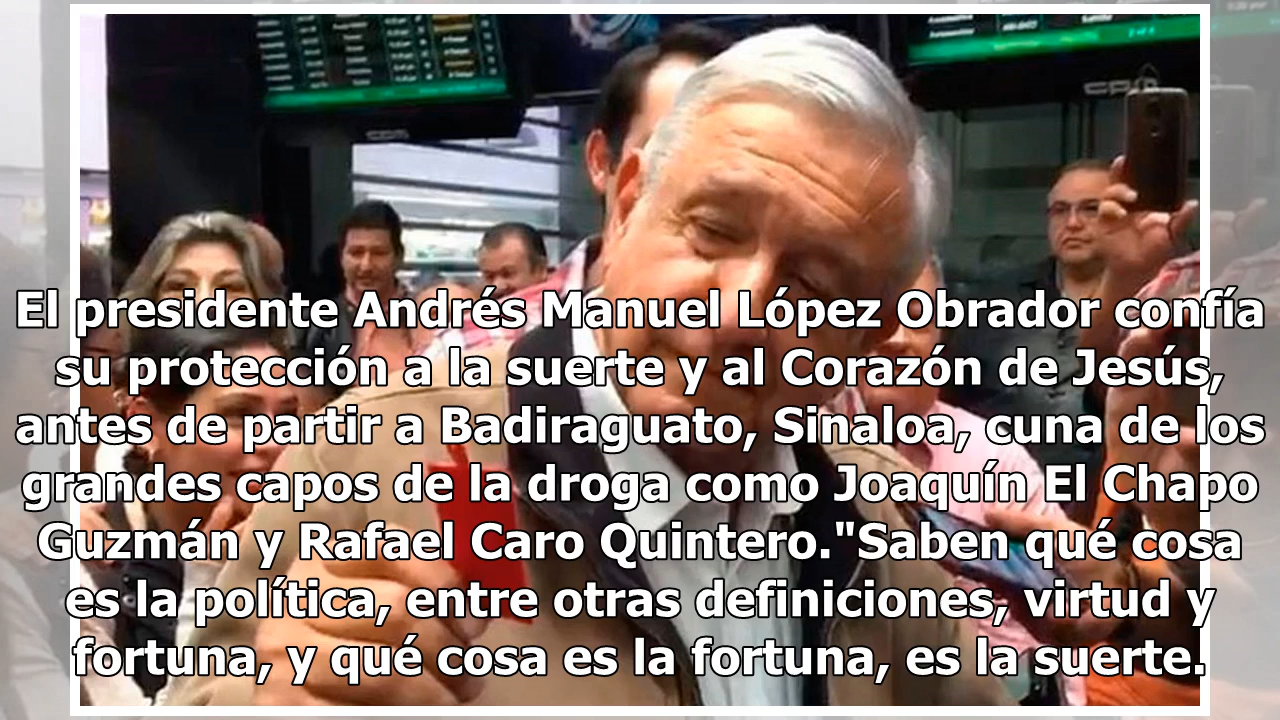 El presidente Andrés Manuel López Obrador confía
su protección a la suerte y al Corazón de Jesús,
antes de partir a Badiraguato, Sinaloa, cuna de los
grandes capos de la droga como Joaquín El Chapo
Guzmán y Rafael Caro Quintero."Saben qué cosa
es la política, entre otras definiciones, virtud y
fortuna, y qué cosa es la fortuna, es la suerte.